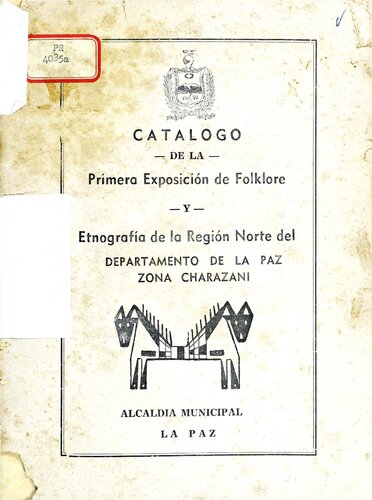 PR
4035a
CATALOGO
— DE LA —
Primera Exposición de Folklore
— Y —
Etnografía de la Región Norte del
DEPARTAMENTO DE LA PAZ
ZONA CHARAZANI
ALCALDIA MUNICIPAL
LA PAZ